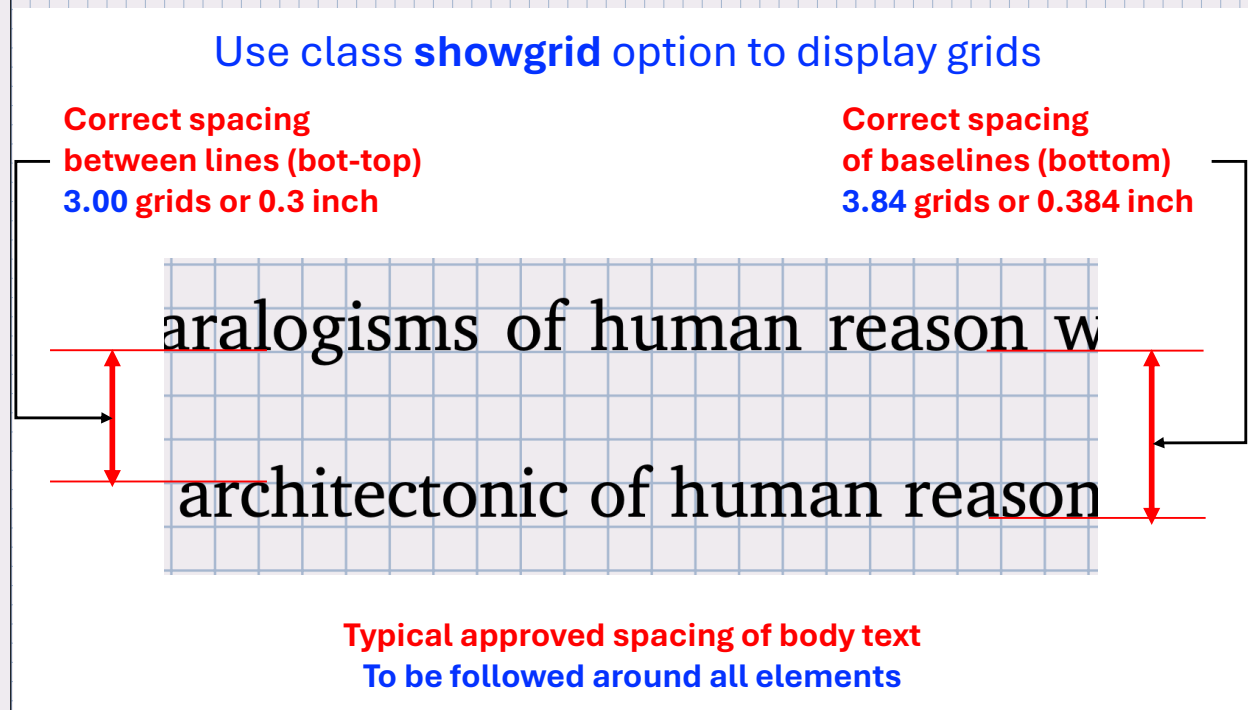 Use class showgrid option to display grids
Correct spacing
between lines (bot-top)
3.00 grids or 0.3 inch
Correct spacing
of baselines (bottom)
3.84 grids or 0.384 inch
aralogisms of human reason w
architectonic of human reason
Typical approved spacing of body text
To be followed around all elements